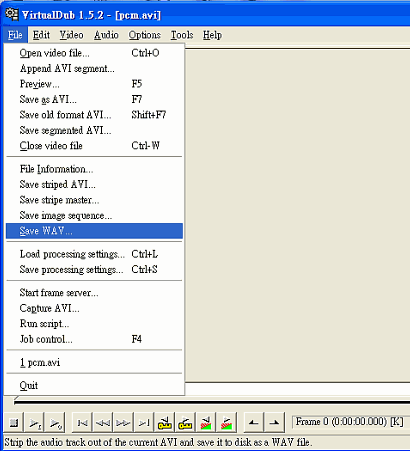 VirtualDub 1.5.2 - [pcm.avi]
File Edit Video Audio Options Tools Help
Open video file... Ctrl+O
Append AVI segment...
Preview... F5
Save as AVI... F7
Save old format AVI... Shift+F7
Save segmented AVI...
Close video file Ctrl-W
File Information...
Save striped AVI...
Save stripe master...
Save image sequence...
Save WAV...
Load processing settings... Ctrl+L
Save processing settings... Ctrl+S
Start frame server...
Capture AVI...
Run script...
Job control... F4
1 pcm.avi
Quit
Frame 0 (0:00:00.000) [K]
Strip the audio track out of the current AVI and save it to disk as a WAV file.